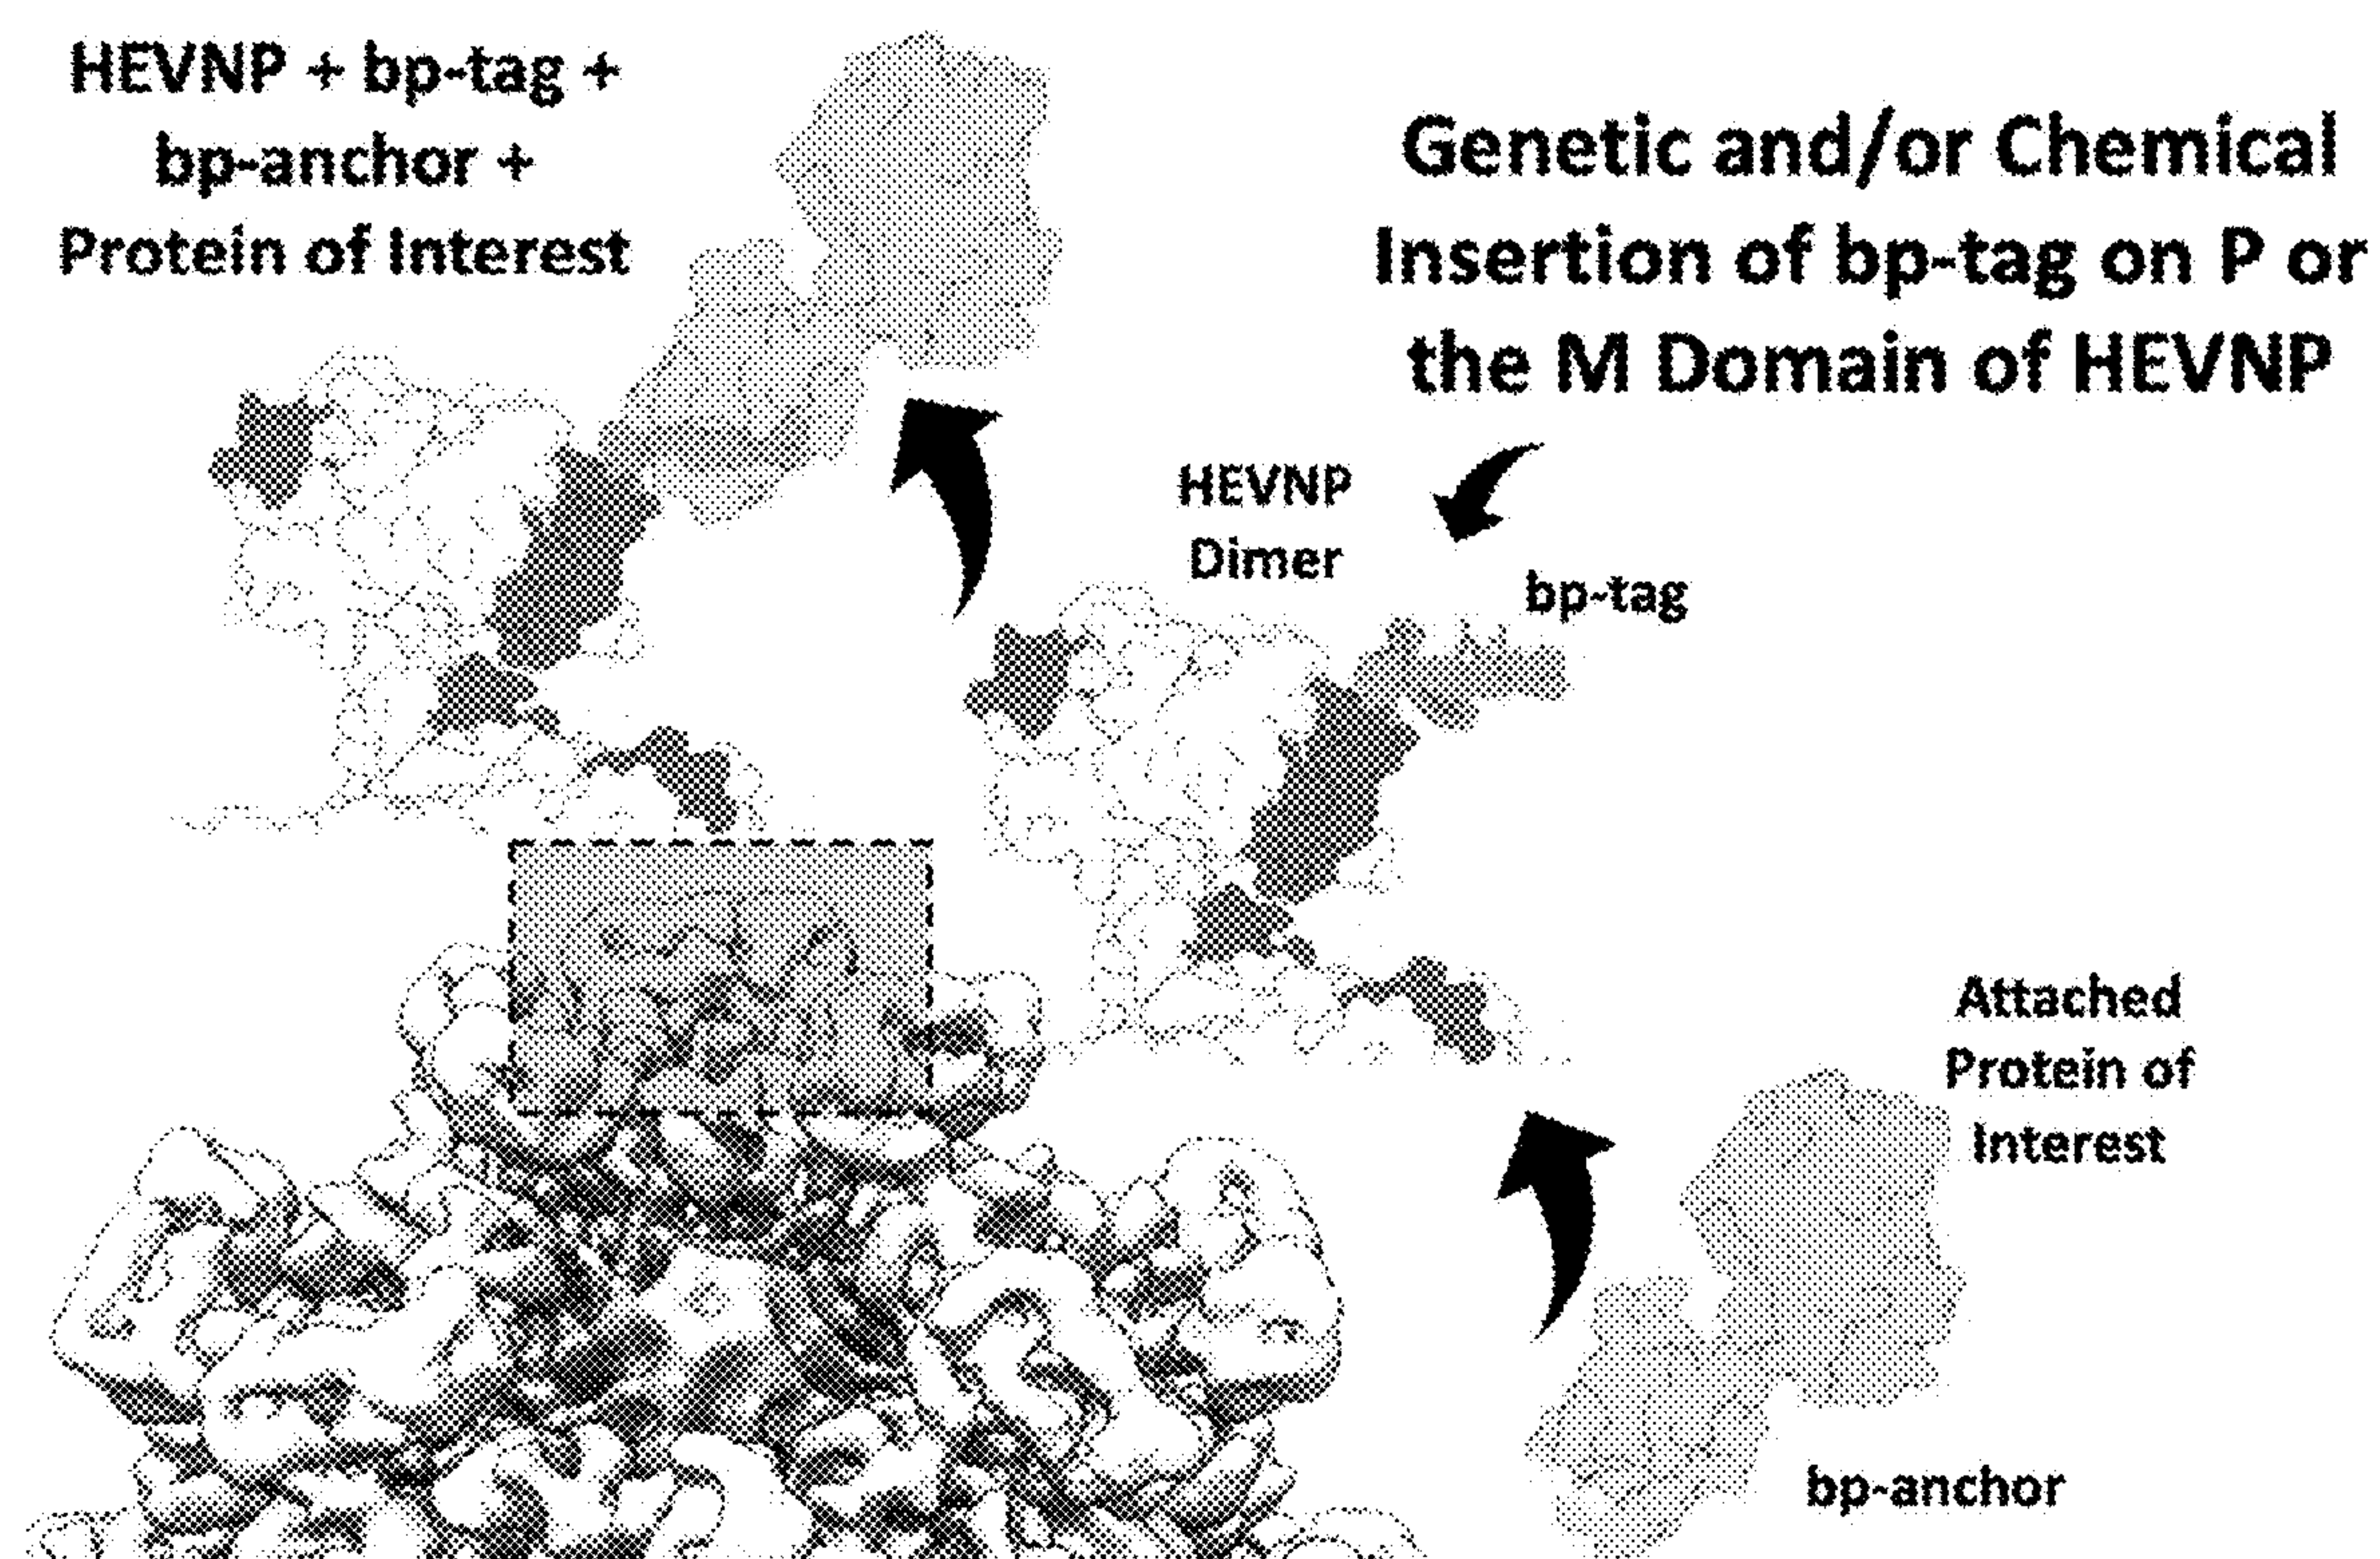 HEVNP + bp-tag +
bp-anchor +
Protein of Interest
Genetic and/or Chemical
Insertion of bp-tag on P or
the M Domain of HEVNP
HEVNP
Dimer
bp-tag
Attached
Protein of
Interest
bp-anchor